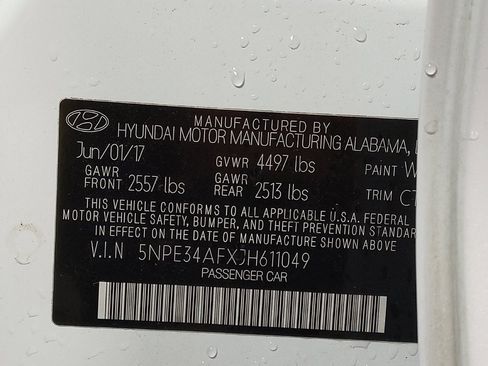 MANUFACTURED BY
HYUNDAI MOTOR MANUFACTURING ALABAMA,
Jun/01/17 GVWR 4497 lbs PAINT W
GAWR FRONT 2557 lbs GAWR REAR 2513 lbs TRIM CT
THIS VEHICLE CONFORMS TO ALL APPLICABLE U.S.A. FEDERAL
MOTOR VEHICLE SAFETY, BUMPER, AND THEFT PREVENTION STANDAR
IN EFFECT ON THE DATE OF MANUFACTURE SHOWN ABOVE
V.I.N 5NPE34AFXJH611049
PASSENGER CAR